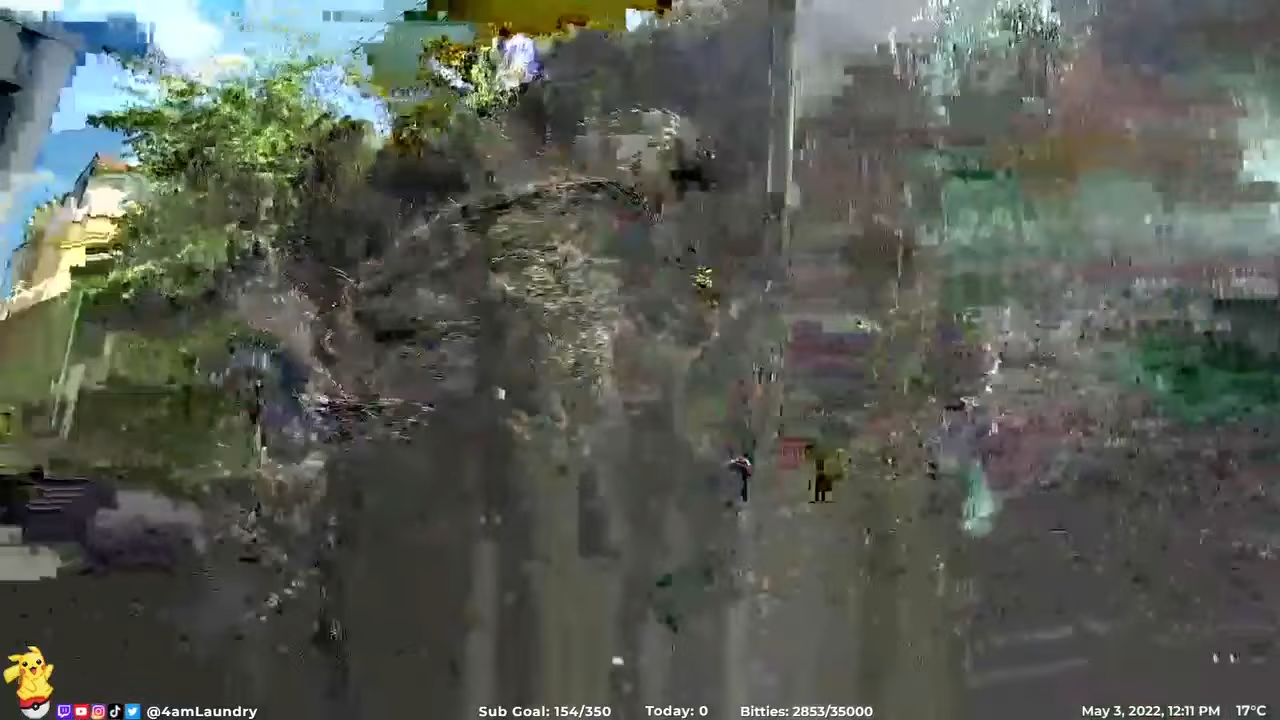 @4amLaundry
Sub Goal: 154/350
Today: 0
Bitties: 2853/35000
May 3, 2022, 12:11 PM
17°C